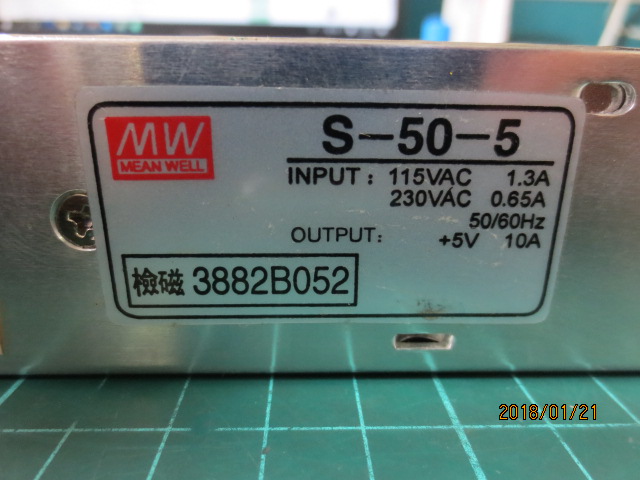 MW
MEAN WELL
S-50-5
INPUT : 115VAC 1.3A
230VAC 0.65A
50/60Hz
OUTPUT: +5V 10A
檢磁 3882B052
2018/01/21